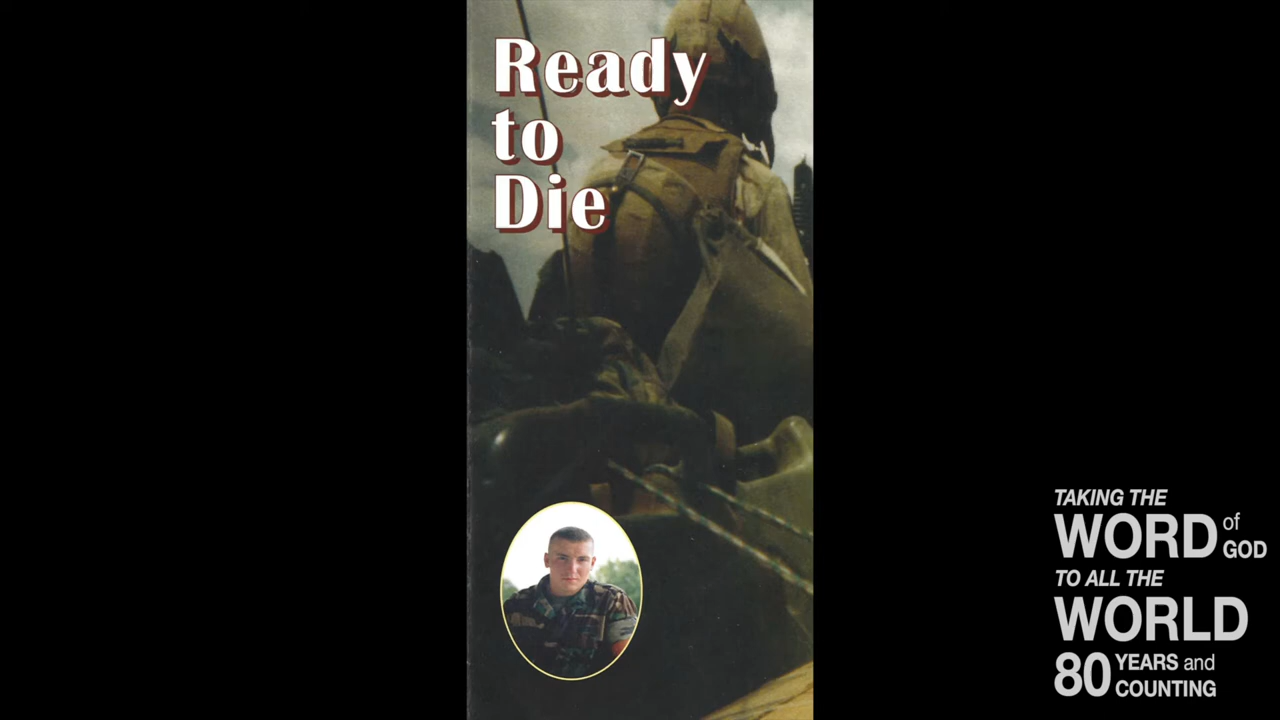 Ready
to
Die
TAKING THE
WORD of GOD
TO ALL THE
WORLD
80 YEARS and
COUNTING